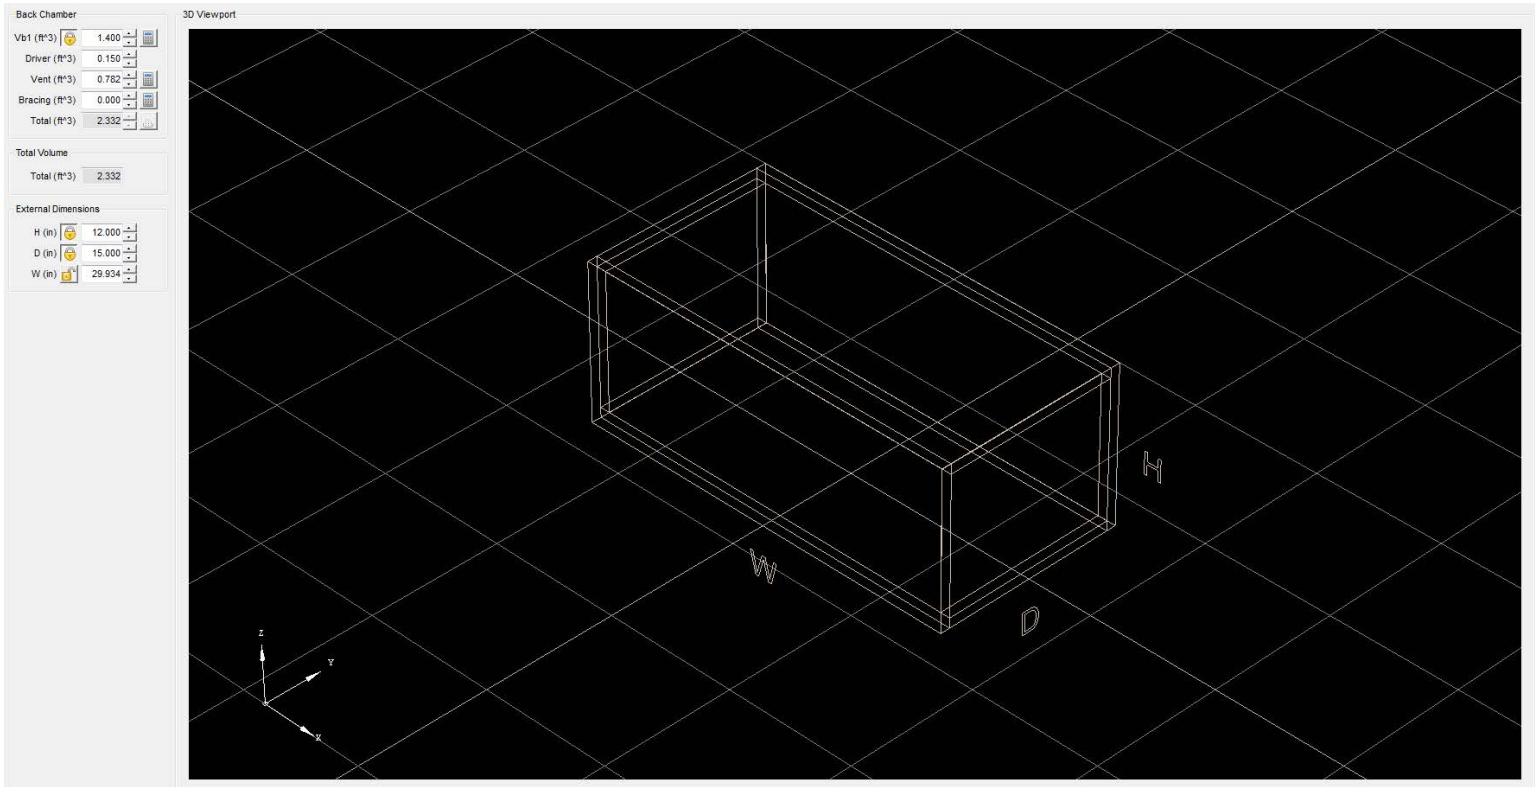 Back Chamber
Vb1 (ft^3) 1.400
Driver (ft^3) 0.150
Vent (ft^3) 0.782
Bracing (ft^3) 0.000
Total (ft^3) 2.332
Total Volume
Total (ft^3) 2.332
External Dimensions
H (in) 12.000
D (in) 15.000
W (in) 29.934
3D Viewport
H
W
D
Z
Y
X